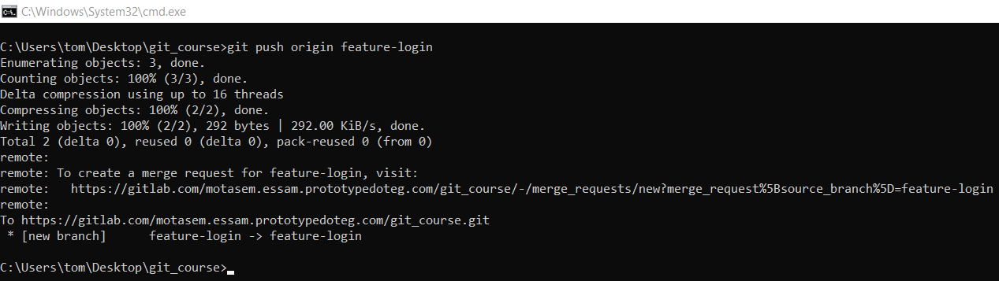 C:\Windows\System32\cmd.exe
C:\Users\tom\Desktop\git_course>git push origin feature-login
Enumerating objects: 3, done.
Counting objects: 100% (3/3), done.
Delta compression using up to 16 threads
Compressing objects: 100% (2/2), done.
Writing objects: 100% (2/2), 292 bytes | 292.00 KiB/s, done.
Total 2 (delta 0), reused 0 (delta 0), pack-reused 0 (from 0)
remote:
remote: To create a merge request for feature-login, visit:
remote:   https://gitlab.com/motasem.essam.prototypedoteg.com/git_course/-/merge_requests/new?merge_request%5Bsource_branch%5D=feature-login
remote:
To https://gitlab.com/motasem.essam.prototypedoteg.com/git_course.git
 * [new branch]      feature-login -> feature-login
C:\Users\tom\Desktop\git_course>